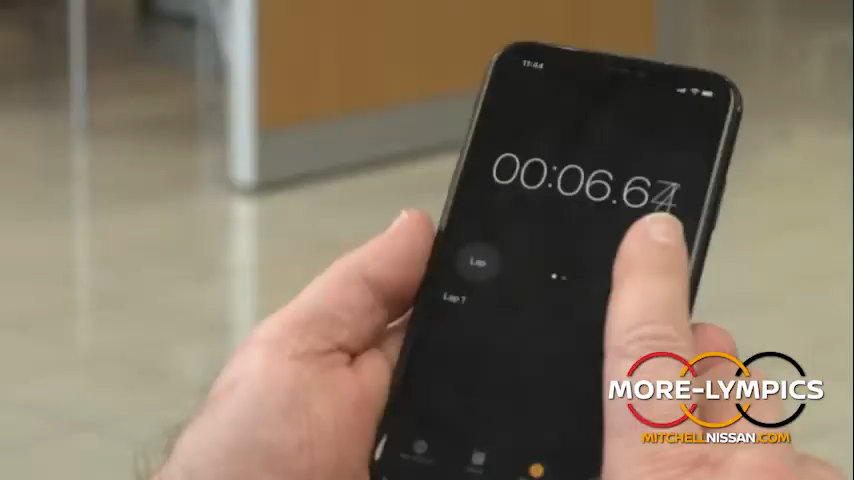 11:44
00:06.67
Lap
Lap 1
MORE-LYMPICS
MITCHELLNISSAN.COM